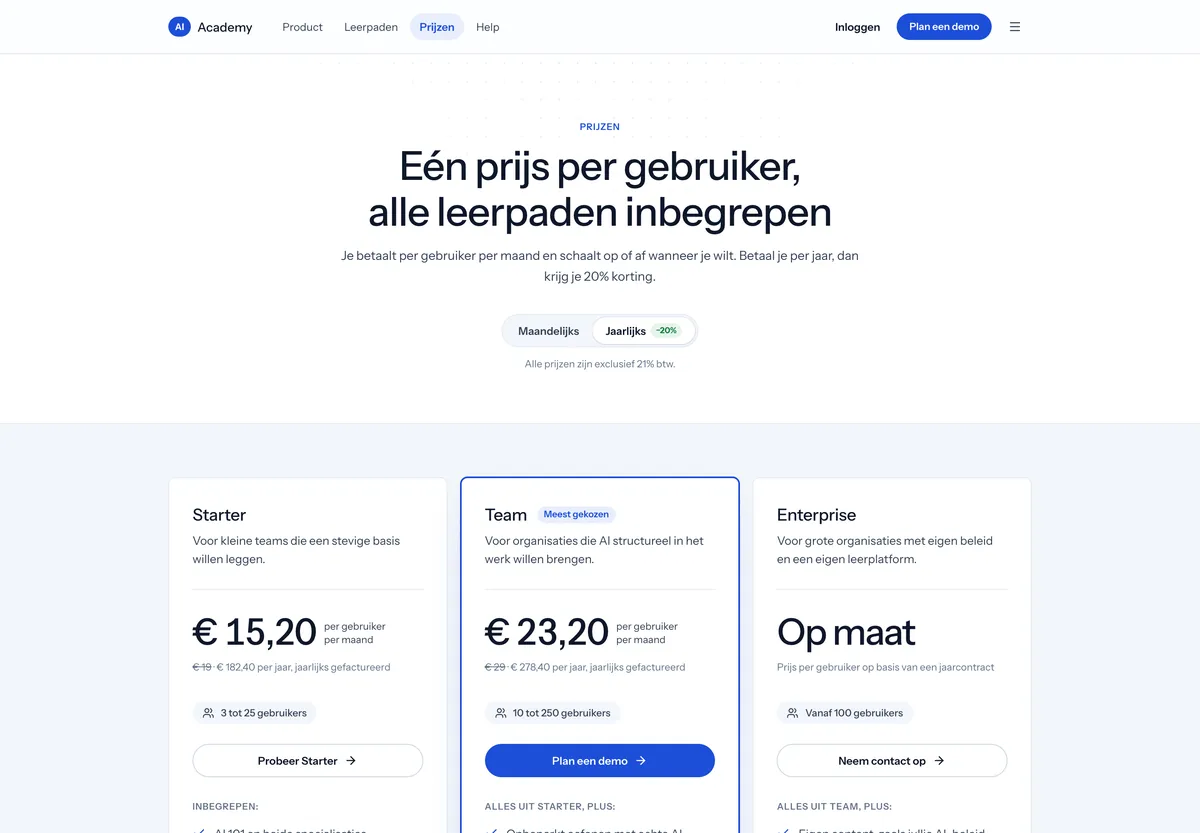 AI Academy Product Leerpaden Prijzen Help Inloggen Plan een demo
PRIJZEN
Eén prijs per gebruiker,
alle leerpaden inbegrepen
Je betaalt per gebruiker per maand en schaalt op of af wanneer je wilt. Betaal je per jaar, dan
krijg je 20% korting.
Maandelijks Jaarlijks -20%
Alle prijzen zijn exclusief 21% btw.
Starter
Voor kleine teams die een stevige basis
willen leggen.
€ 15,20 per gebruiker
per maand
€ 19 · € 182,40 per jaar, jaarlijks gefactureerd
3 tot 25 gebruikers
Probeer Starter →
INBEGREPEN:
Team Meest gekozen
Voor organisaties die AI structureel in het
werk willen brengen.
€ 23,20 per gebruiker
per maand
€ 29 · € 278,40 per jaar, jaarlijks gefactureerd
10 tot 250 gebruikers
Plan een demo →
ALLES UIT STARTER, PLUS:
Enterprise
Voor grote organisaties met eigen beleid
en een eigen leerplatform.
Op maat
Prijs per gebruiker op basis van een jaarcontract
Vanaf 100 gebruikers
Neem contact op →
ALLES UIT TEAM, PLUS: